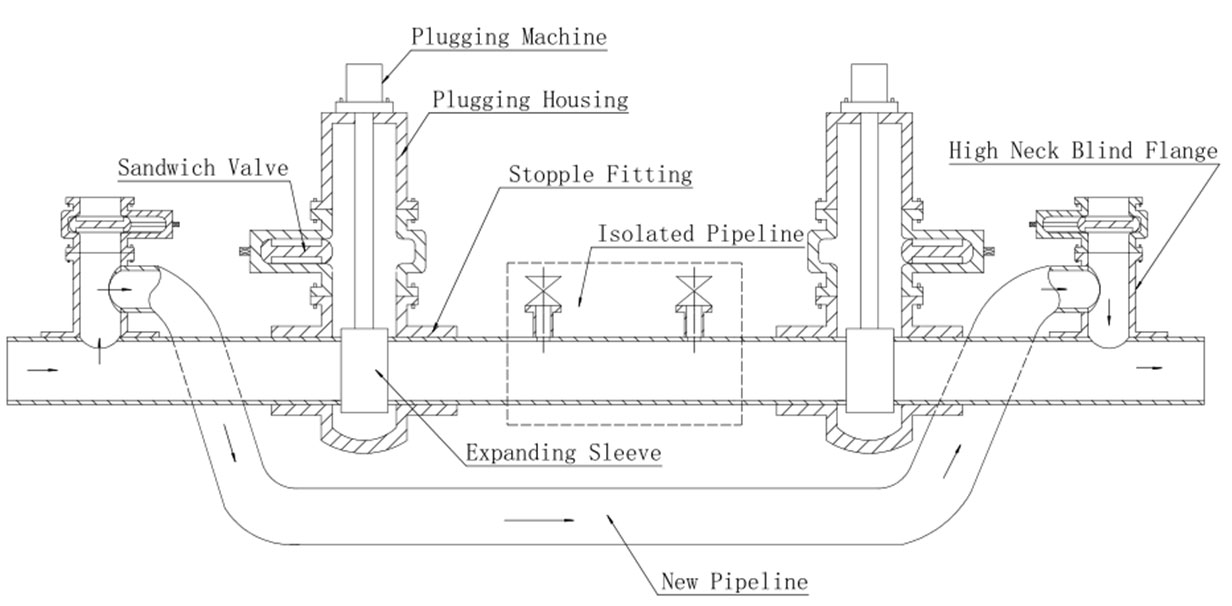 Plugging Machine
Plugging Housing
High Neck Blind Flange
Sandwich Valve
Stopple Fitting
Isolated Pipeline
Expanding Sleeve
New Pipeline